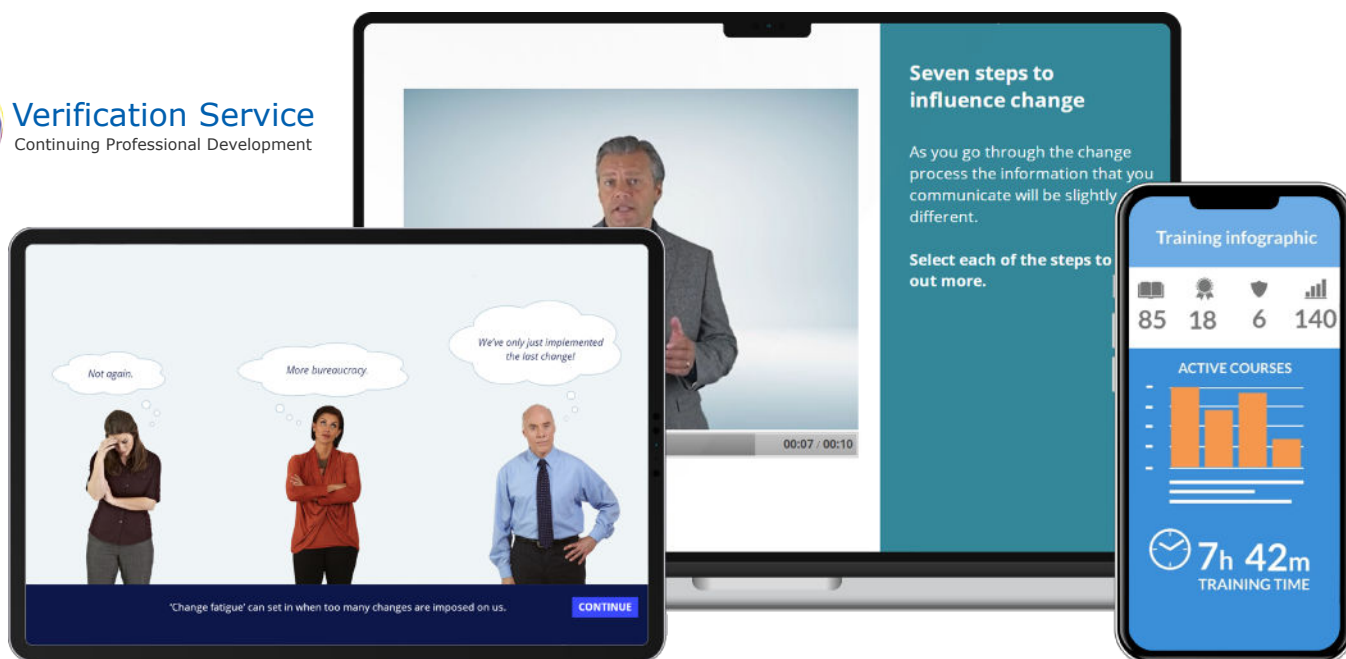 Verification Service
Continuing Professional Development
Seven steps to
influence change
As you go through the change
process the information that you
communicate will be slightly
different.
Select each of the steps to
out more.
00:07 / 00:10
Not again.
More bureaucracy.
We've only just implemented
the last change!
'Change fatigue' can set in when too many changes are imposed on us.
CONTINUE
Training infographic
85 18 6 140
ACTIVE COURSES
7h 42m
TRAINING TIME